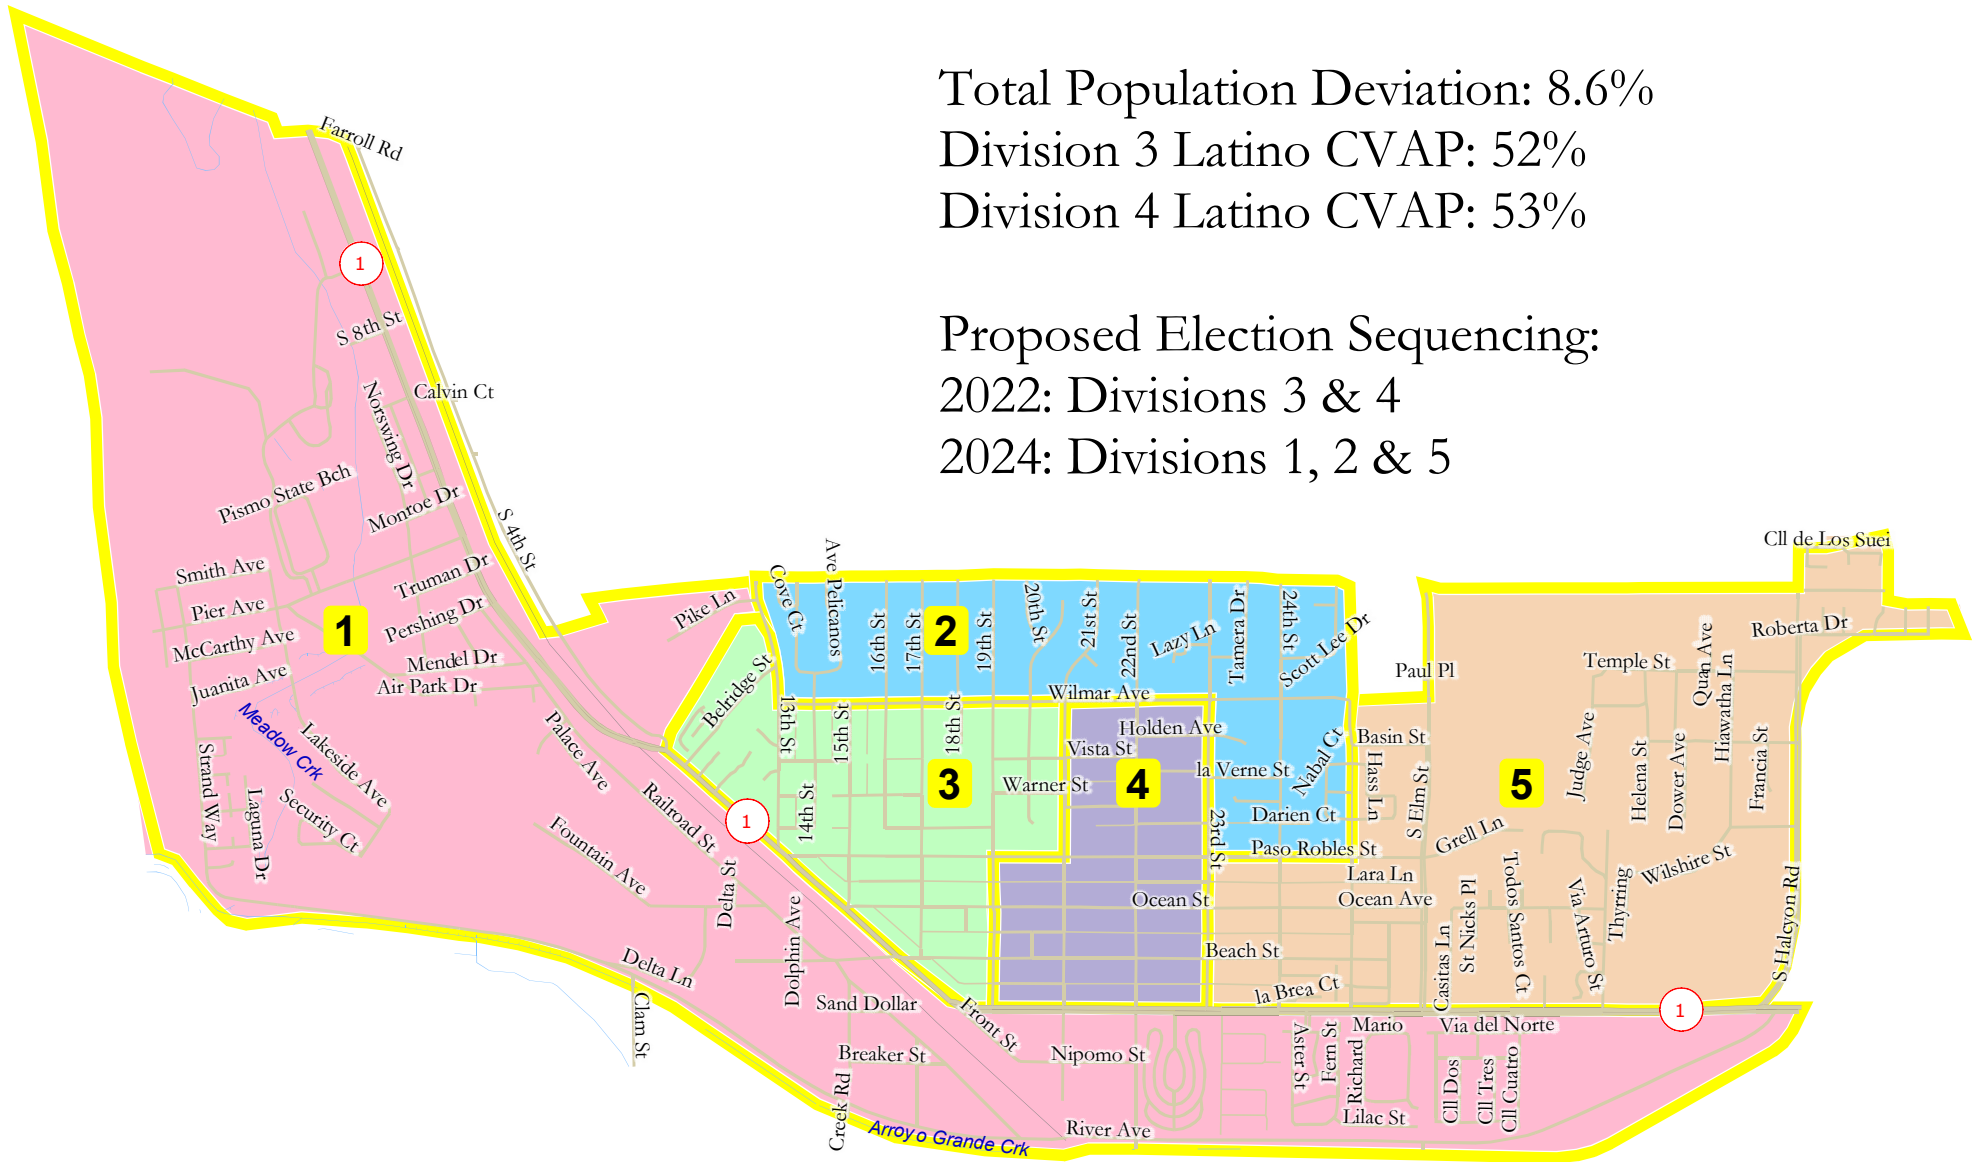 Total Population Deviation: 8.6%
Division 3 Latino CVAP: 52%
Division 4 Latino CVAP: 53%
Proposed Election Sequencing:
2022: Divisions 3 & 4
2024: Divisions 1, 2 & 5
Farroll Rd
1
S 8th St
Calvin Ct
Norswing Dr
Pismo State Bch
Monroe Dr
S 4th St
Smith Ave
Truman Dr
Pier Ave
1
Pershing Dr
McCarthy Ave
Mendel Dr
Juanita Ave
Air Park Dr
Meadow Crk
Lakeside Ave
Strand Way
Laguna Dr
Security Ct
Palace Ave
Railroad St
Fountain Ave
Delta St
Dolphin Ave
Delta Ln
Clam St
Sand Dollar
Breaker St
Creek Rd
Arroyo Grande Crk
Front St
Nipomo St
River Ave
Pike Ln
Cove Ct
Ave Pelicanos
16th St
17th St
2
19th St
20th St
21st St
22nd St
Lazy Ln
Tamera Dr
24th St
Scott Lee Dr
Wilmar Ave
Belridge St
13th St
15th St
18th St
14th St
3
1
Holden Ave
Vista St
Warner St
4
la Verne St
Nabal Ct
Darien Ct
23rd St
Paso Robles St
Ocean St
Beach St
la Brea Ct
Cll de Los Suei
Roberta Dr
Paul Pl
Temple St
Quan Ave
Hiawatha Ln
Basin St
Hass Ln
S Elm St
5
Judge Ave
Helena St
Dower Ave
Francia St
Grell Ln
Lara Ln
Ocean Ave
Wilshire St
Casitas Ln
St Nicks Pl
Todos Santos Ct
Via Arturo St
Thyrring
S Halcyon Rd
1
Aster St
Fern St
Mario
Richard
Lilac St
Via del Norte
Cll Dos
Cll Tres
Cll Cuatro